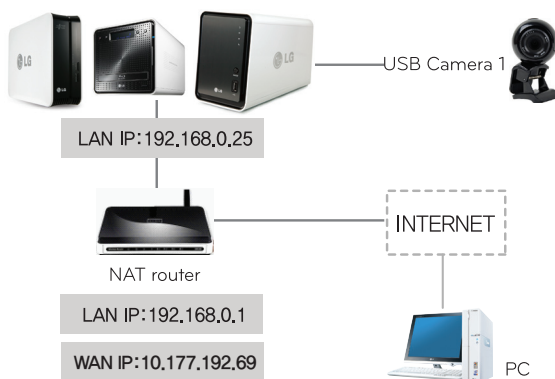 LG
LG
USB Camera 1
LAN IP:192.168.0.25
INTERNET
NAT router
LAN IP:192.168.0.1
WAN IP:10.177.192.69
PC